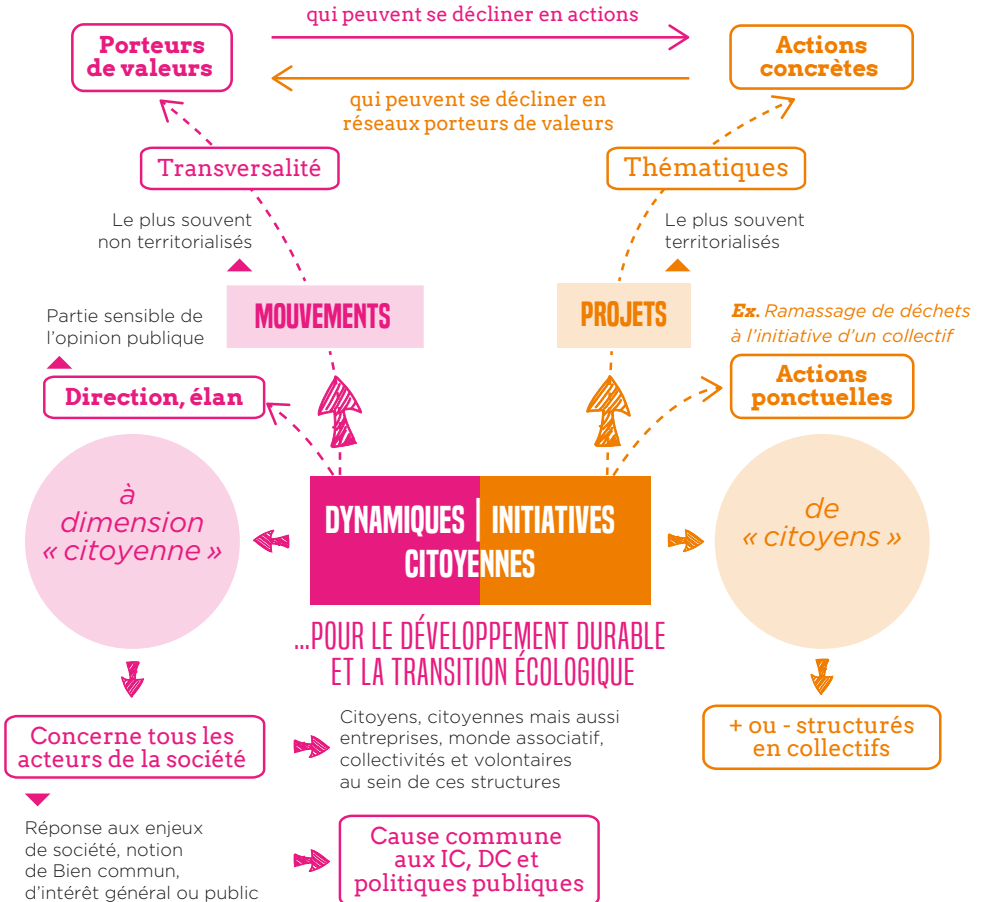 qui peuvent se décliner en actions
Porteurs
de valeurs
Actions
concrètes
qui peuvent se décliner en
réseaux porteurs de valeurs
Transversalité
Thématiques
Le plus souvent
non territorialisés
Le plus souvent
territorialisés
MOUVEMENTS
PROJETS
Partie sensible de
l’opinion publique
Ex. Ramassage de déchets
à l’initiative d’un collectif
Direction, élan
Actions
ponctuelles
à
dimension
« citoyenne »
DYNAMIQUES | INITIATIVES
CITOYENNES
de
« citoyens »
...POUR LE DÉVELOPPEMENT DURABLE
ET LA TRANSITION ÉCOLOGIQUE
Concerne tous les
acteurs de la société
Citoyens, citoyennes mais aussi
entreprises, monde associatif,
collectivités et volontaires
au sein de ces structures
+ ou - structurés
en collectifs
Réponse aux enjeux
de société, notion
de Bien commun,
d’intérêt général ou public
Cause commune
aux IC, DC et
politiques publiques